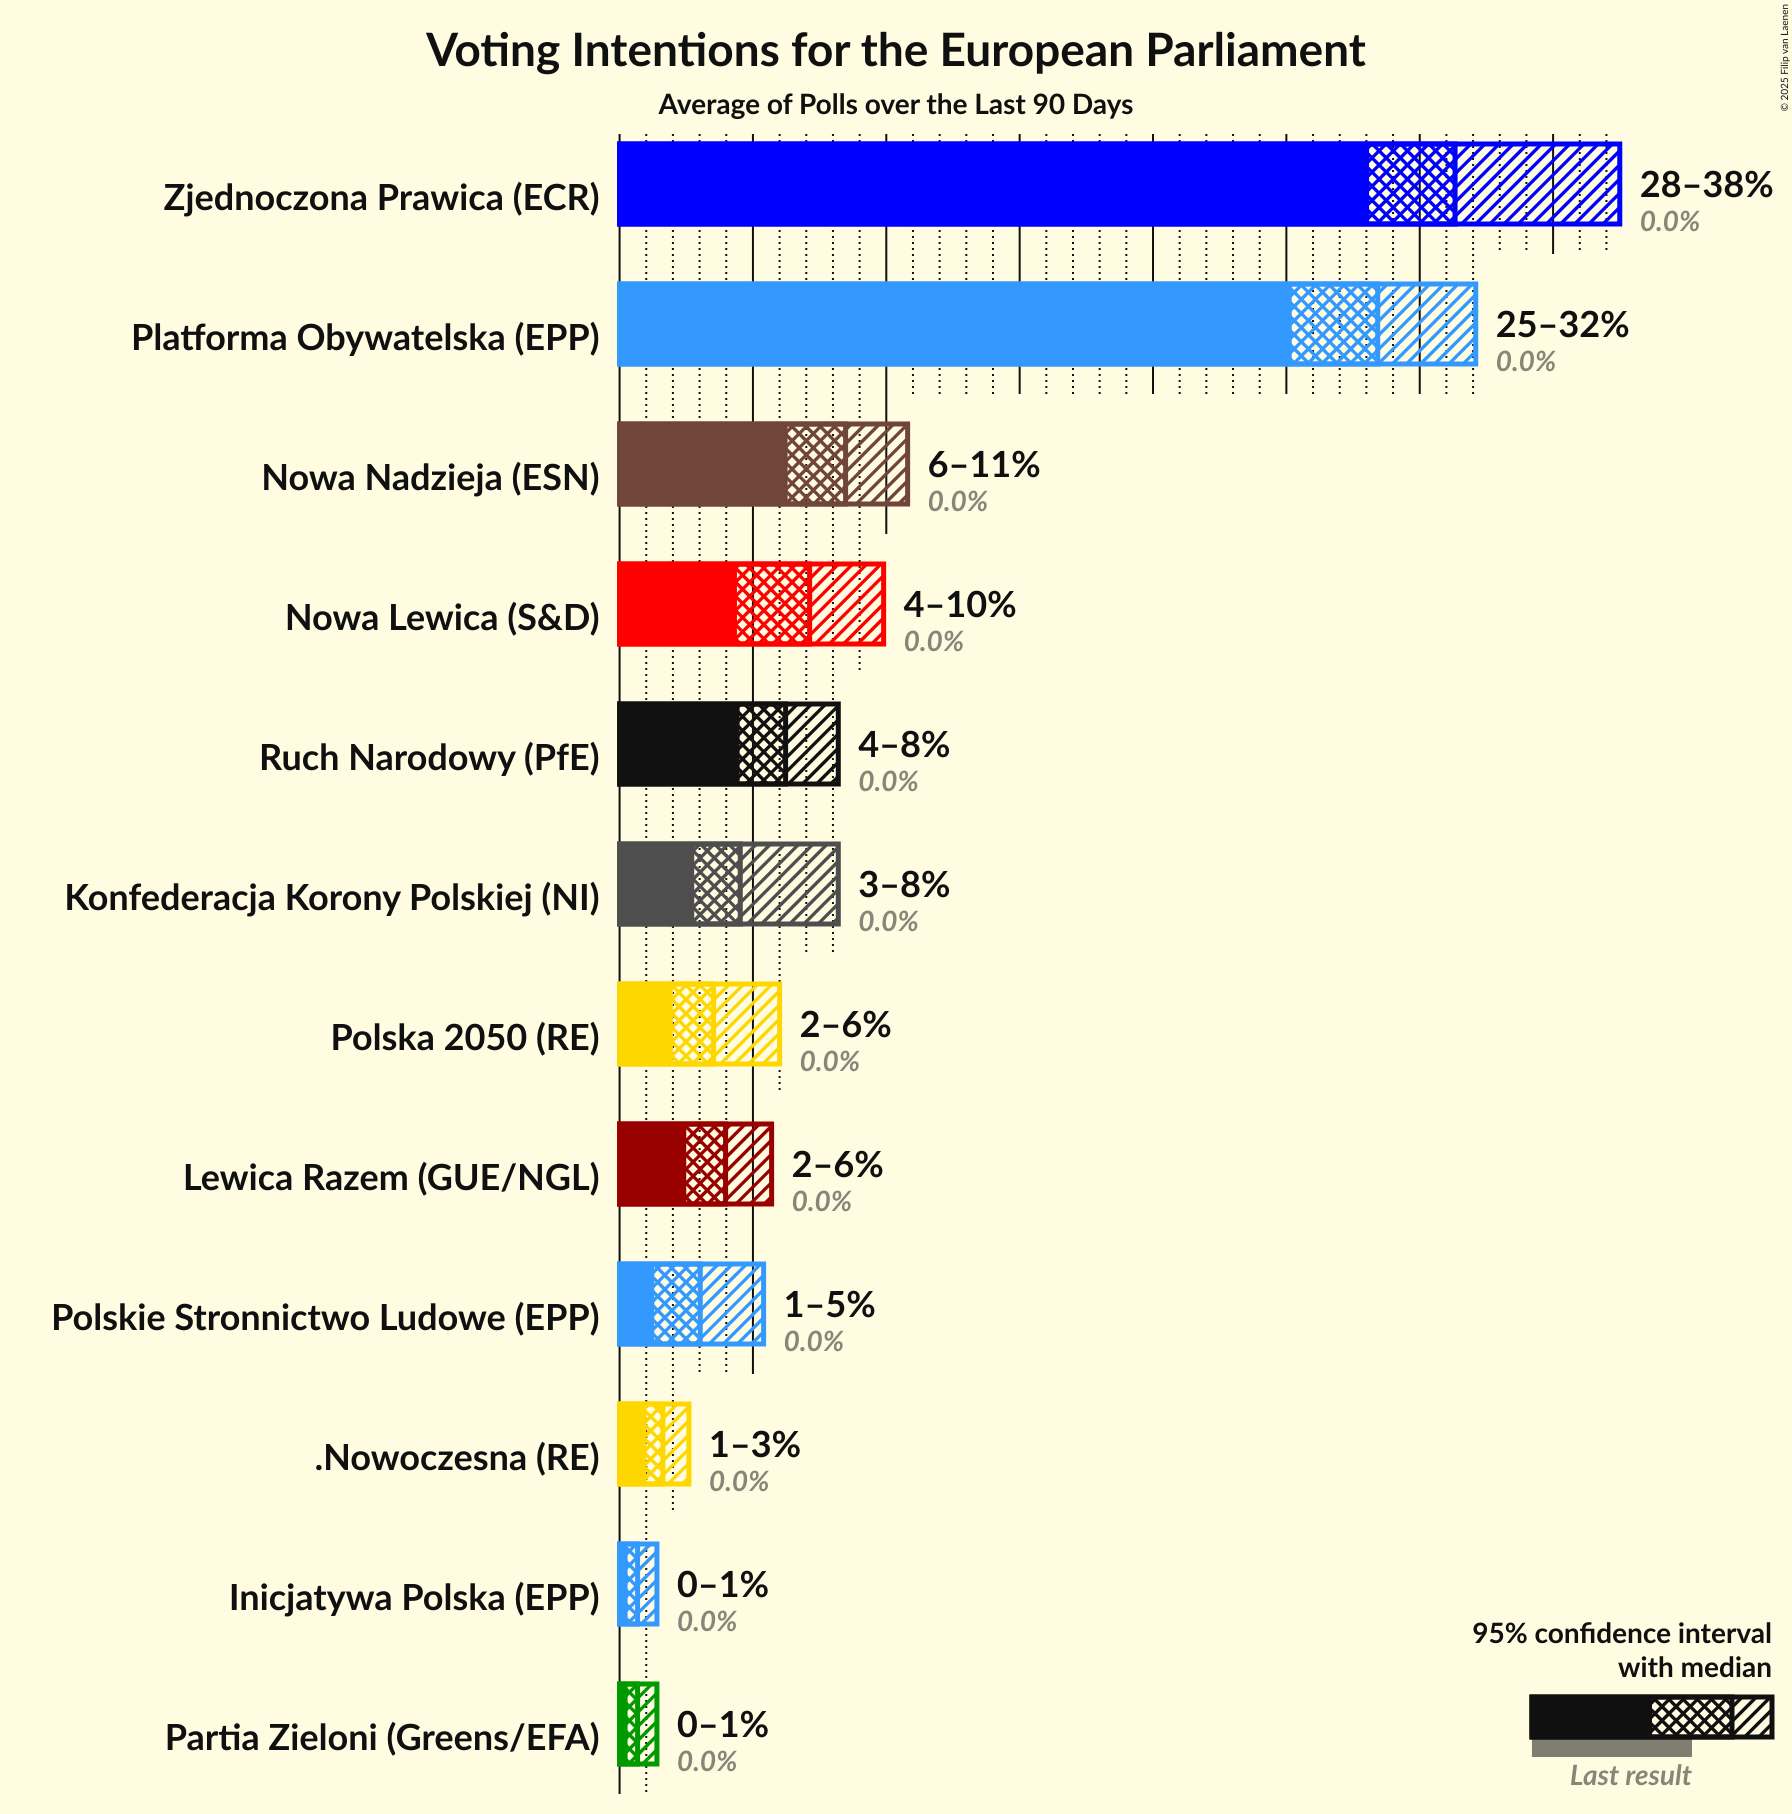 Voting Intentions for the European Parliament
Average of Polls over the Last 90 Days
© 2025 Filip van Laenen
Zjednoczona Prawica (ECR)
28–38%
0.0%
Platforma Obywatelska (EPP)
25–32%
0.0%
Nowa Nadzieja (ESN)
6–11%
0.0%
Nowa Lewica (S&D)
4–10%
0.0%
Ruch Narodowy (PfE)
4–8%
0.0%
Konfederacja Korony Polskiej (NI)
3–8%
0.0%
Polska 2050 (RE)
2–6%
0.0%
Lewica Razem (GUE/NGL)
2–6%
0.0%
Polskie Stronnictwo Ludowe (EPP)
1–5%
0.0%
.Nowoczesna (RE)
1–3%
0.0%
Inicjatywa Polska (EPP)
0–1%
0.0%
Partia Zieloni (Greens/EFA)
0–1%
0.0%
95% confidence interval
with median
Last result